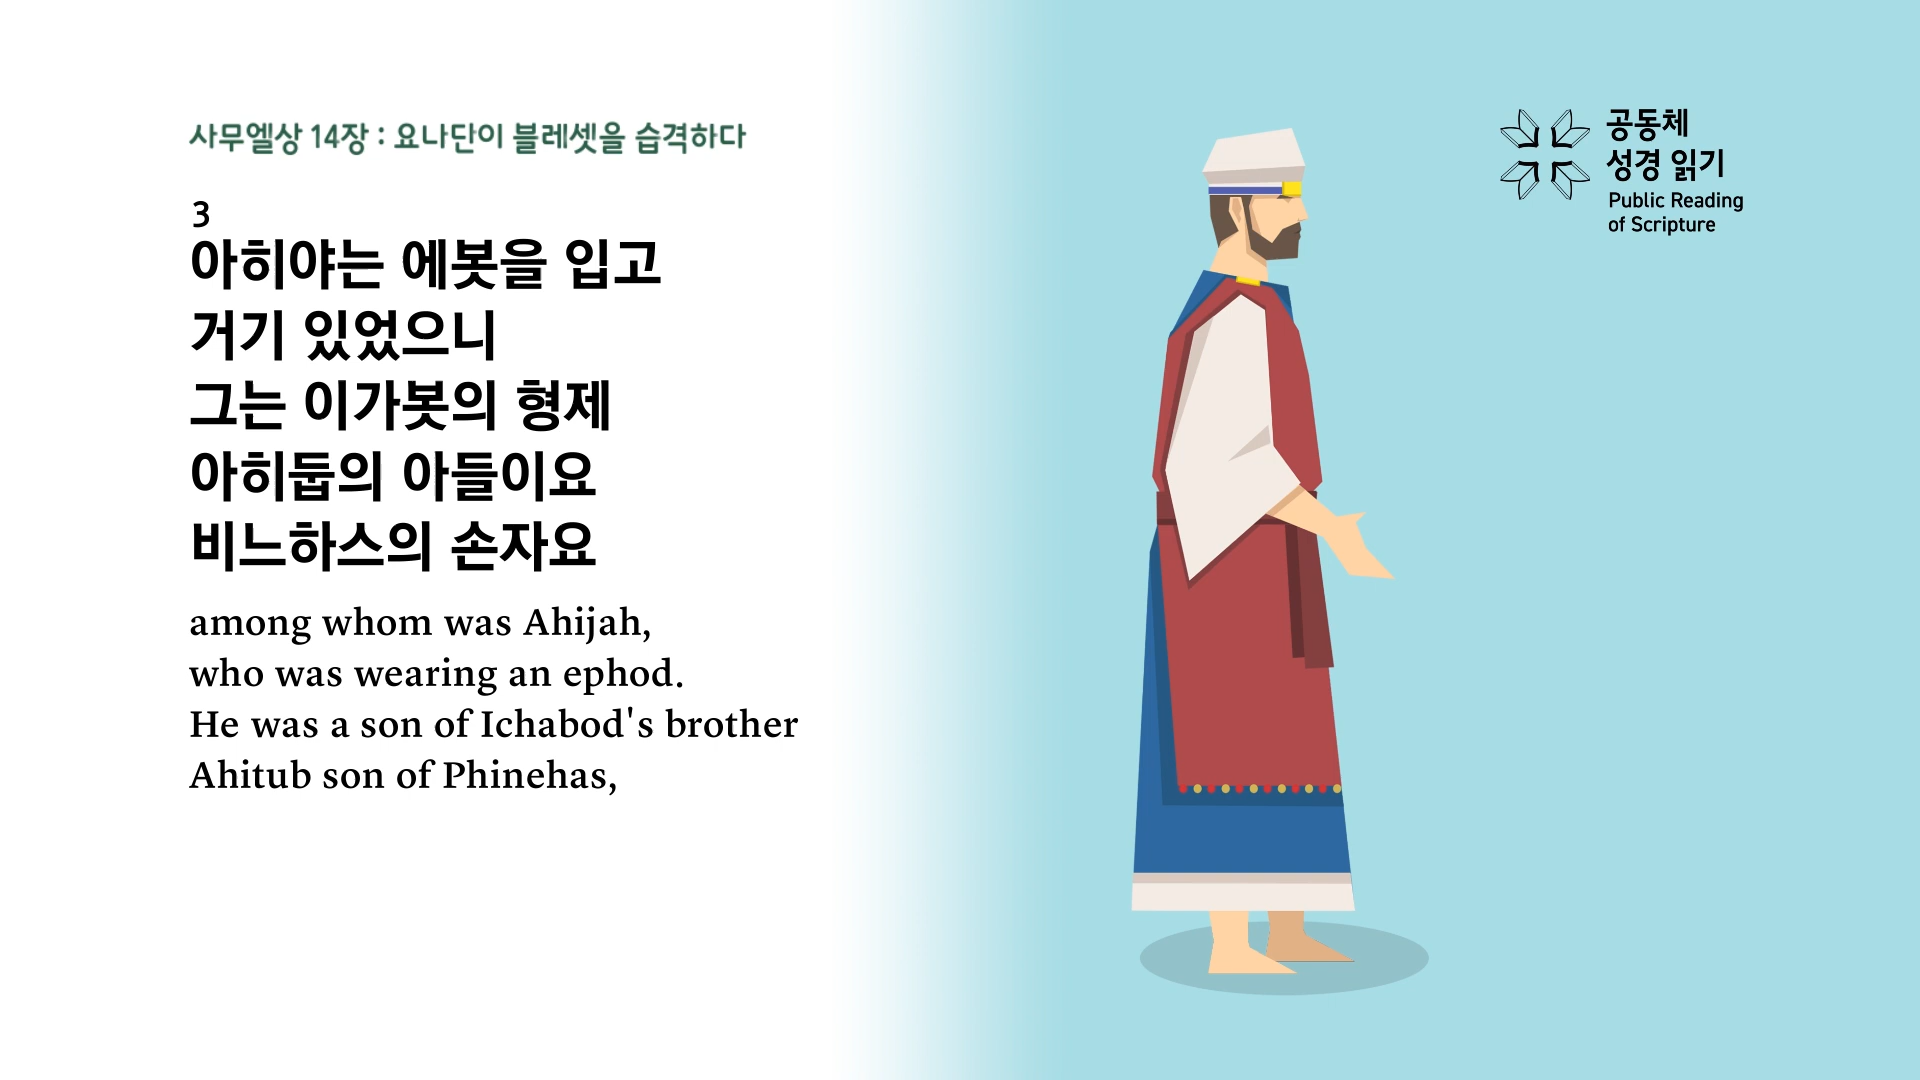 사무엘상 14장 : 요나단이 블레셋을 습격하다
3
아히야는 에봇을 입고
거기 있었으니
그는 이가봇의 형제
아히둡의 아들이요
비느하스의 손자요
among whom was Ahijah,
who was wearing an ephod.
He was a son of Ichabod's brother
Ahitub son of Phinehas,
공동체
성경 읽기
Public Reading
of Scripture